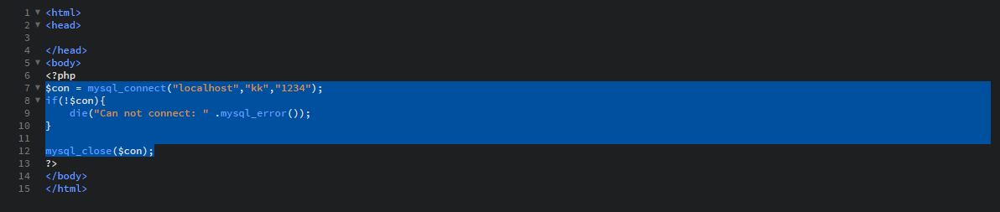 1 <html>
2 <head>
3
4 </head>
5 <body>
6 <?php
7 $con = mysql_connect("localhost","kk","1234");
8 if(!$con){
9     die("Can not connect: " .mysql_error());
10 }
11
12 mysql_close($con);
13 ?>
14 </body>
15 </html>